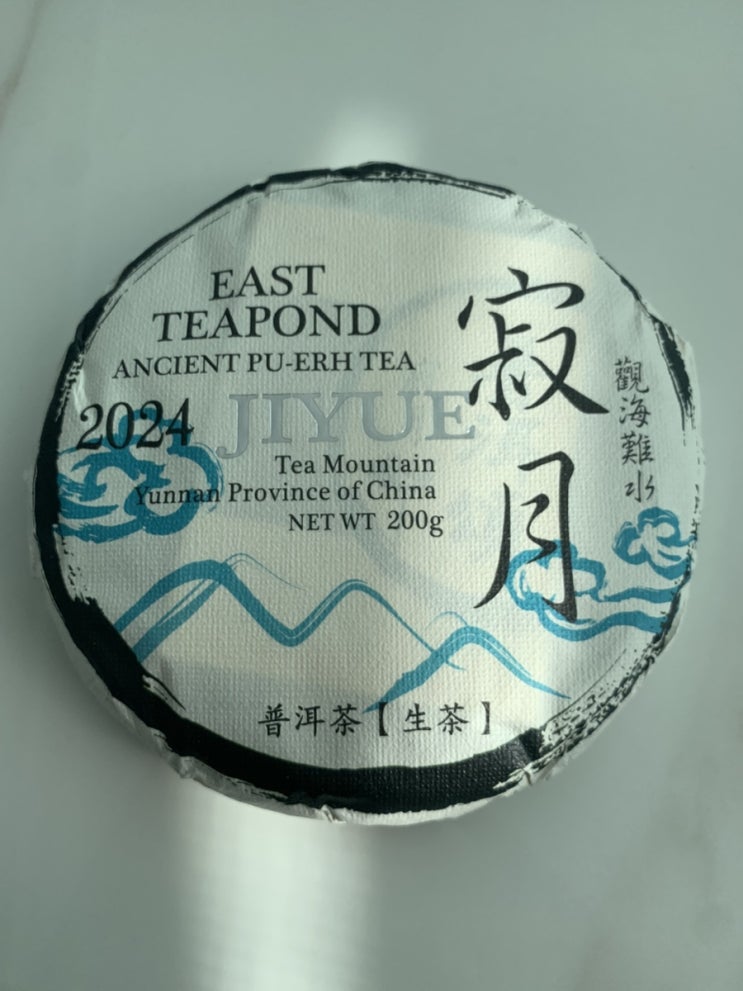 EAST
TEAPOND
ANCIENT PU-ERH TEA
2024
JIYUE
Tea Mountain
Yunnan Province of China
NET WT 200g
寂月
觀海難水
普洱茶【生茶】